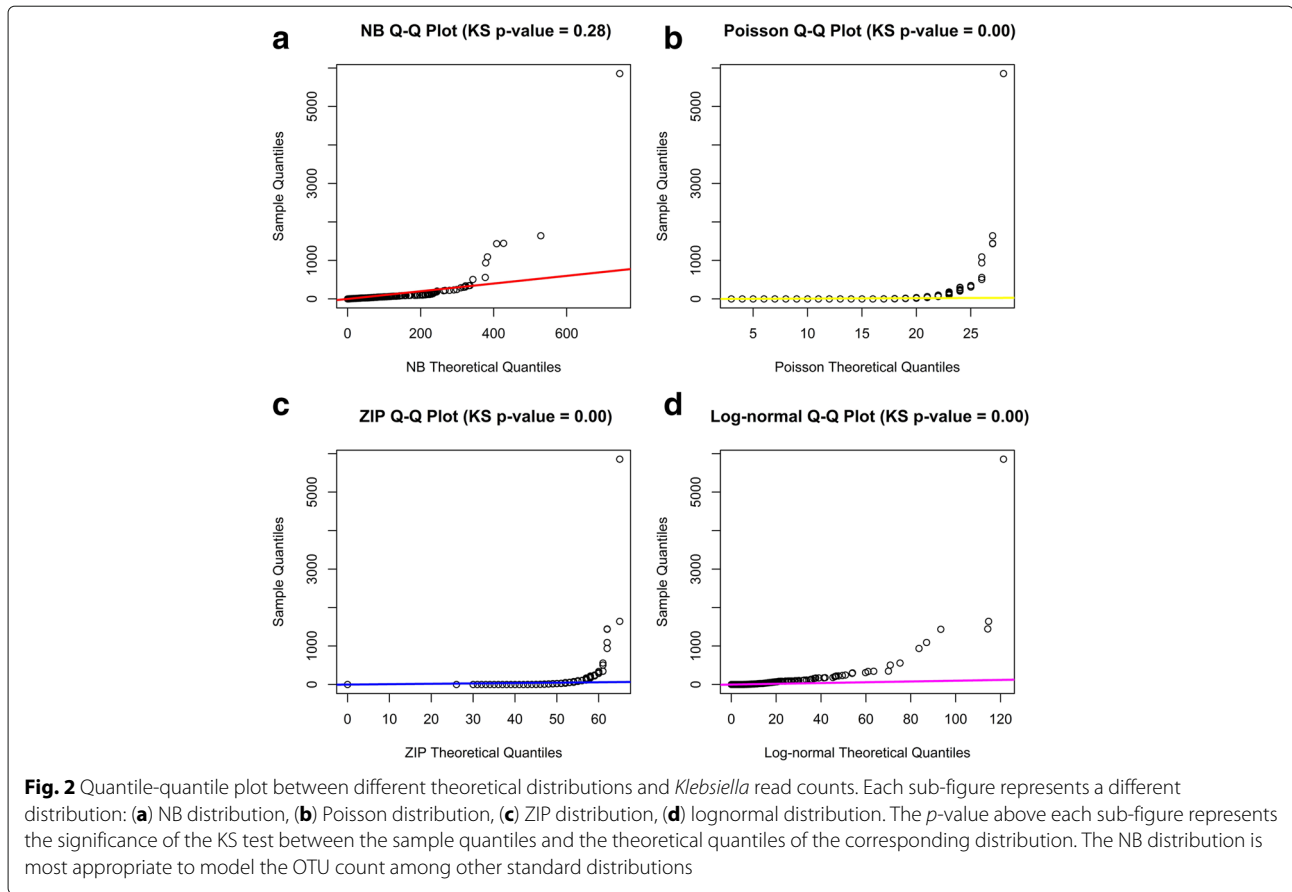 a
NB Q-Q Plot (KS p-value = 0.28)
Sample Quantiles
5000
3000
1000
0
0 200 400 600
NB Theoretical Quantiles
b
Poisson Q-Q Plot (KS p-value = 0.00)
Sample Quantiles
5000
3000
1000
0
5 10 15 20 25
Poisson Theoretical Quantiles
c
ZIP Q-Q Plot (KS p-value = 0.00)
Sample Quantiles
5000
3000
1000
0
0 10 20 30 40 50 60
ZIP Theoretical Quantiles
d
Log-normal Q-Q Plot (KS p-value = 0.00)
Sample Quantiles
5000
3000
1000
0
0 20 40 60 80 100 120
Log-normal Theoretical Quantiles
Fig. 2 Quantile-quantile plot between different theoretical distributions and Klebsiella read counts. Each sub-figure represents a different
distribution: (a) NB distribution, (b) Poisson distribution, (c) ZIP distribution, (d) lognormal distribution. The p-value above each sub-figure represents
the significance of the KS test between the sample quantiles and the theoretical quantiles of the corresponding distribution. The NB distribution is
most appropriate to model the OTU count among other standard distributions